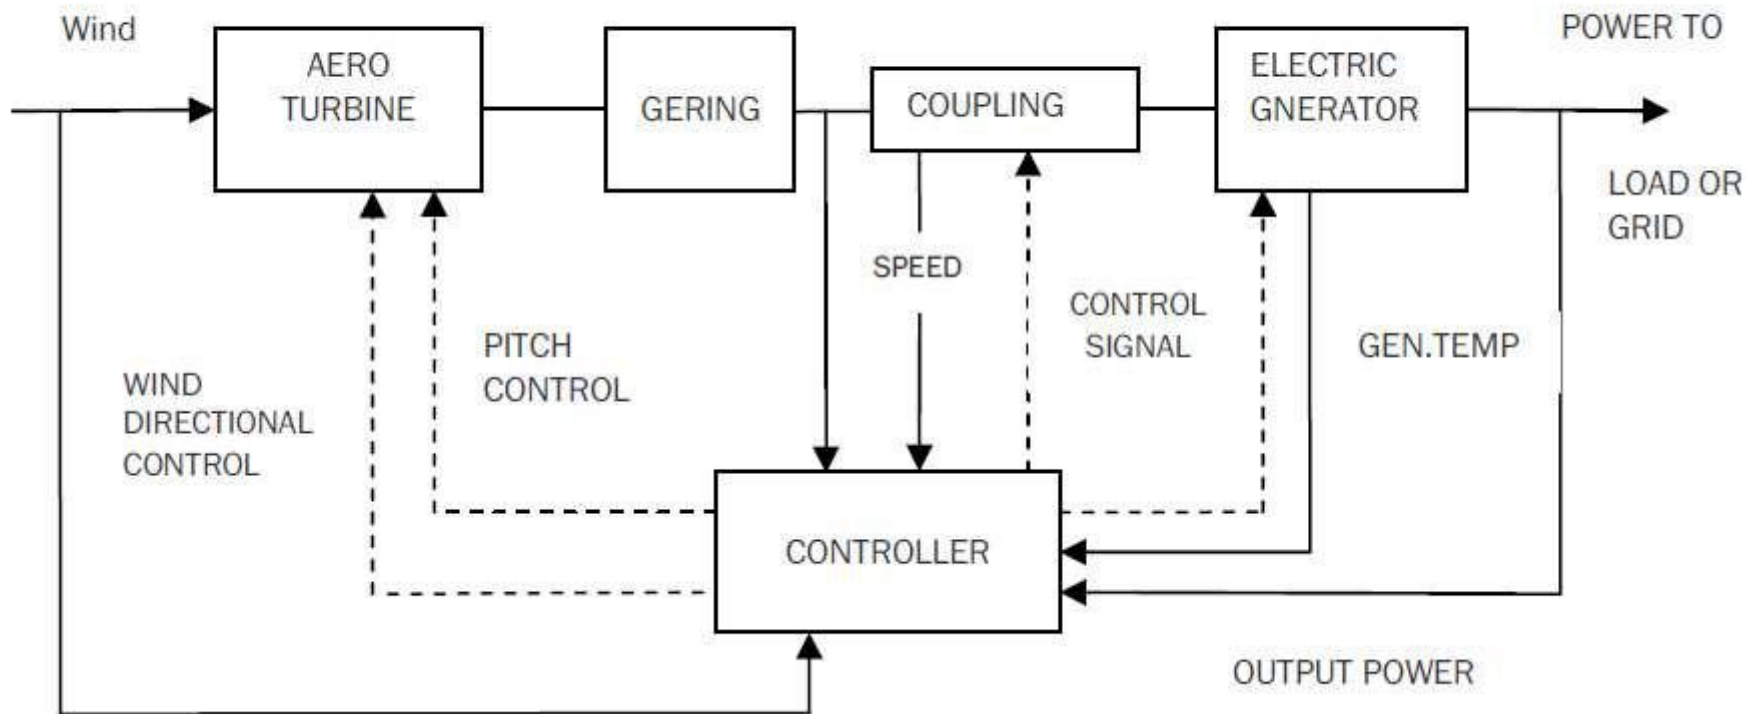 Wind
AERO
TURBINE
GERING
COUPLING
ELECTRIC
GNERATOR
POWER TO
LOAD OR
GRID
SPEED
CONTROL
SIGNAL
GEN.TEMP
PITCH
CONTROL
WIND
DIRECTIONAL
CONTROL
CONTROLLER
OUTPUT POWER